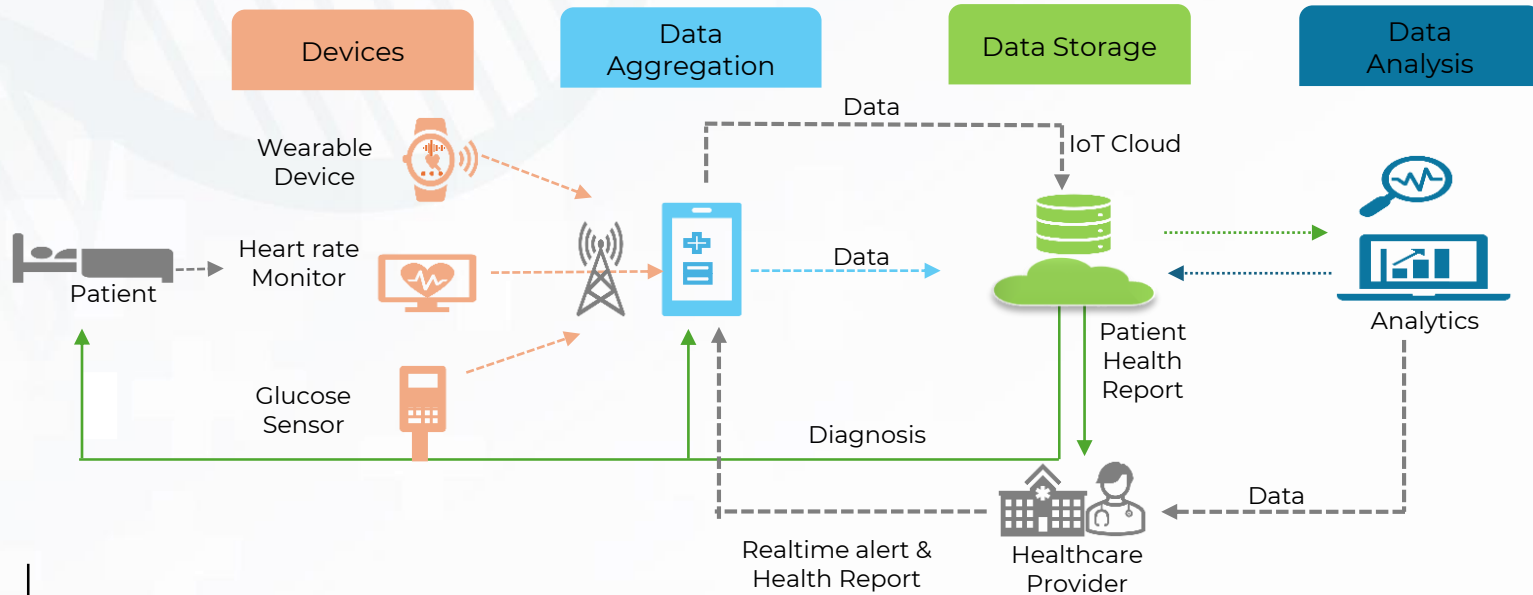 Devices
Data
Aggregation
Data Storage
Data
Analysis
Data
Wearable
Device
IoT Cloud
Heart rate
Monitor
Data
Patient
Analytics
Patient
Health
Report
Glucose
Sensor
Diagnosis
Data
Realtime alert &
Health Report
Healthcare
Provider